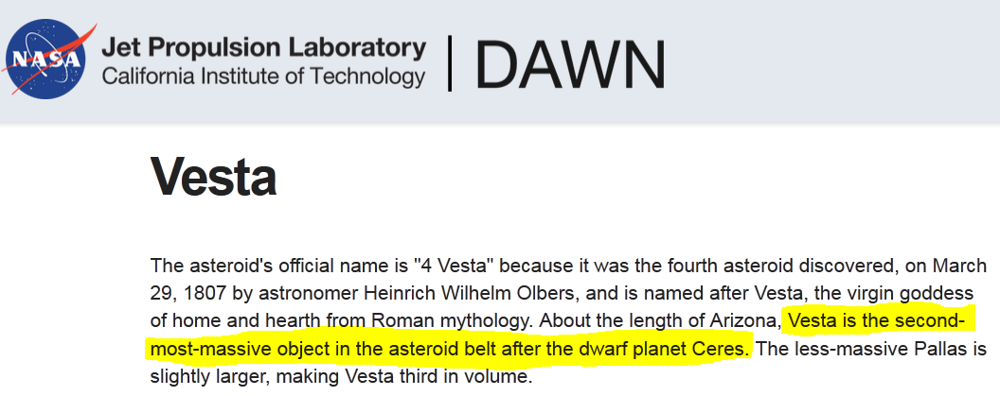 NASA
Jet Propulsion Laboratory
California Institute of Technology
DAWN
Vesta
The asteroid's official name is "4 Vesta" because it was the fourth asteroid discovered, on March
29, 1807 by astronomer Heinrich Wilhelm Olbers, and is named after Vesta, the virgin goddess
of home and hearth from Roman mythology. About the length of Arizona, Vesta is the second-
most-massive object in the asteroid belt after the dwarf planet Ceres. The less-massive Pallas is
slightly larger, making Vesta third in volume.